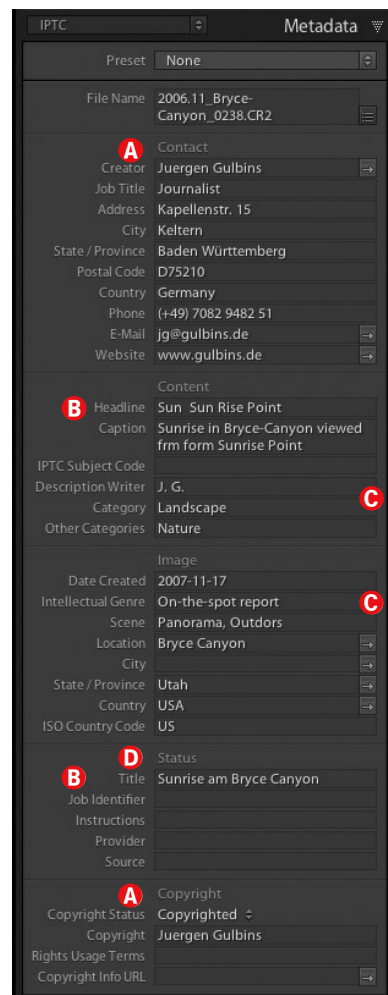 IPTC Metadata
Preset None
File Name 2006.11_Bryce-
Canyon_0238.CR2
A Contact
Creator Juergen Gulbins
Job Title Journalist
Address Kapellenstr. 15
City Keltern
State / Province Baden Württemberg
Postal Code D75210
Country Germany
Phone (+49) 7082 9482 51
E-Mail jg@gulbins.de
Website www.gulbins.de
Content
B Headline Sun Sun Rise Point
Caption Sunrise in Bryce-Canyon viewed
frm form Sunrise Point
IPTC Subject Code
Description Writer J. G.
C
Category Landscape
Other Categories Nature
Image
Date Created 2007-11-17
Intellectual Genre On-the-spot report C
Scene Panorama, Outdors
Location Bryce Canyon
City
State / Province Utah
Country USA
ISO Country Code US
D Status
B Title Sunrise am Bryce Canyon
Job Identifier
Instructions
Provider
Source
A Copyright
Copyright Status Copyrighted
Copyright Juergen Gulbins
Rights Usage Terms
Copyright Info URL